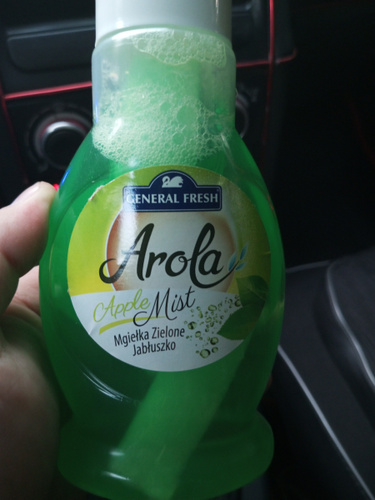 GENERAL FRESH
Arola
Apple Mist
Mgiełka Zielone
Jabłuszko